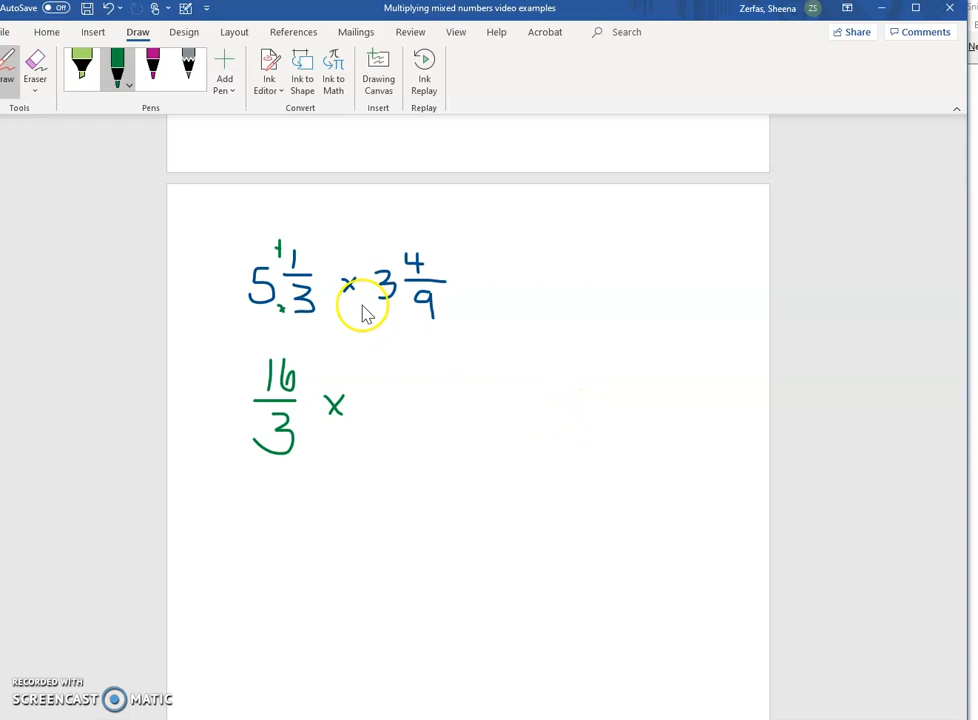 AutoSave Off Multiplying mixed numbers video examples Zerfas, Sheena ZS
ile Home Insert Draw Design Layout References Mailings Review View Help Acrobat Search Share Comments
raw Eraser Add Pen Ink Editor Ink to Shape Ink to Math Drawing Canvas Ink Replay
Tools Pens Convert Insert Replay
5 1/3 x 3 4/9
+
x
16/3 x
RECORDED WITH
SCREENCAST MATIC